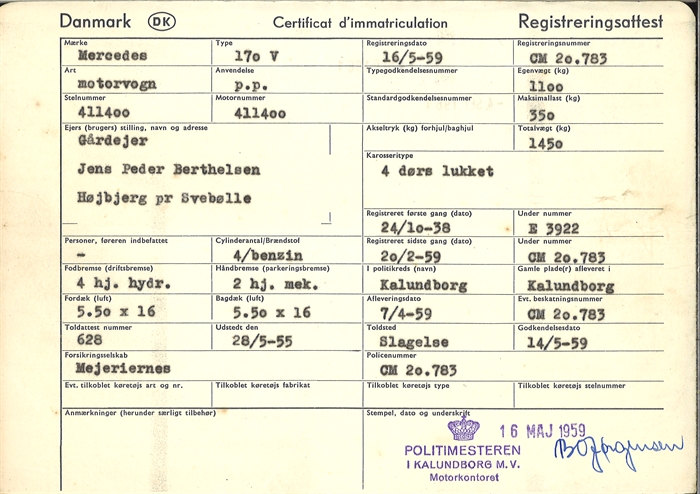 Danmark DK Certificat d'immatriculation Registreringsattest
Mærke Type Registreringsdato Registreringsnummer
Mercedes 170 V 16/5-59 CM 20.783
Art Anvendelse Typegodkendelsesnummer Egenvægt (kg)
motorvogn p.p. 1100
Stelnummer Motornummer Standardgodkendelsesnummer Maksimallast (kg)
411400 411400 350
Ejers (brugers) stilling, navn og adresse Akseltryk (kg) forhjul/baghjul Totalvægt (kg)
Gårdejer 1450
Karosseritype
Jens Peder Berthelsen 4 dørs lukket
Højbjerg pr Svebølle
Registreret første gang (dato) Under nummer
24/10-38 E 3922
Personer, føreren indbefattet Cylinderantal/Brændstof Registreret sidste gang (dato) Under nummer
- 4/benzin 20/2-59 CM 20.783
Fodbremse (driftsbremse) Håndbremse (parkeringsbremse) I politikreds (navn) Gamle plade(r) afleveret i
4 hj. hydr. 2 hj. mek. Kalundborg Kalundborg
Fordæk (luft) Bagdæk (luft) Afleveringsdato Evt. beskatningsnummer
5.50 x 16 5.50 x 16 7/4-59 CM 20.783
Toldattest nummer Udstedt den Toldsted Godkendelsesdato
628 28/5-55 Slagelse 14/5-59
Forsikringsselskab Policenummer
Mejeriernes CM 20.783
Evt. tilkoblet køretøjs art og nr. Tilkoblet køretøjs fabrikat Tilkoblet køretøjs type Tilkoblet køretøjs stelnummer
Anmærkninger (herunder særligt tilbehør) Stempel, dato og underskrift
16 MAJ 1959
POLITIMESTEREN
I KALUNDBORG M.V.
Motorkontoret
BO Jørgensen